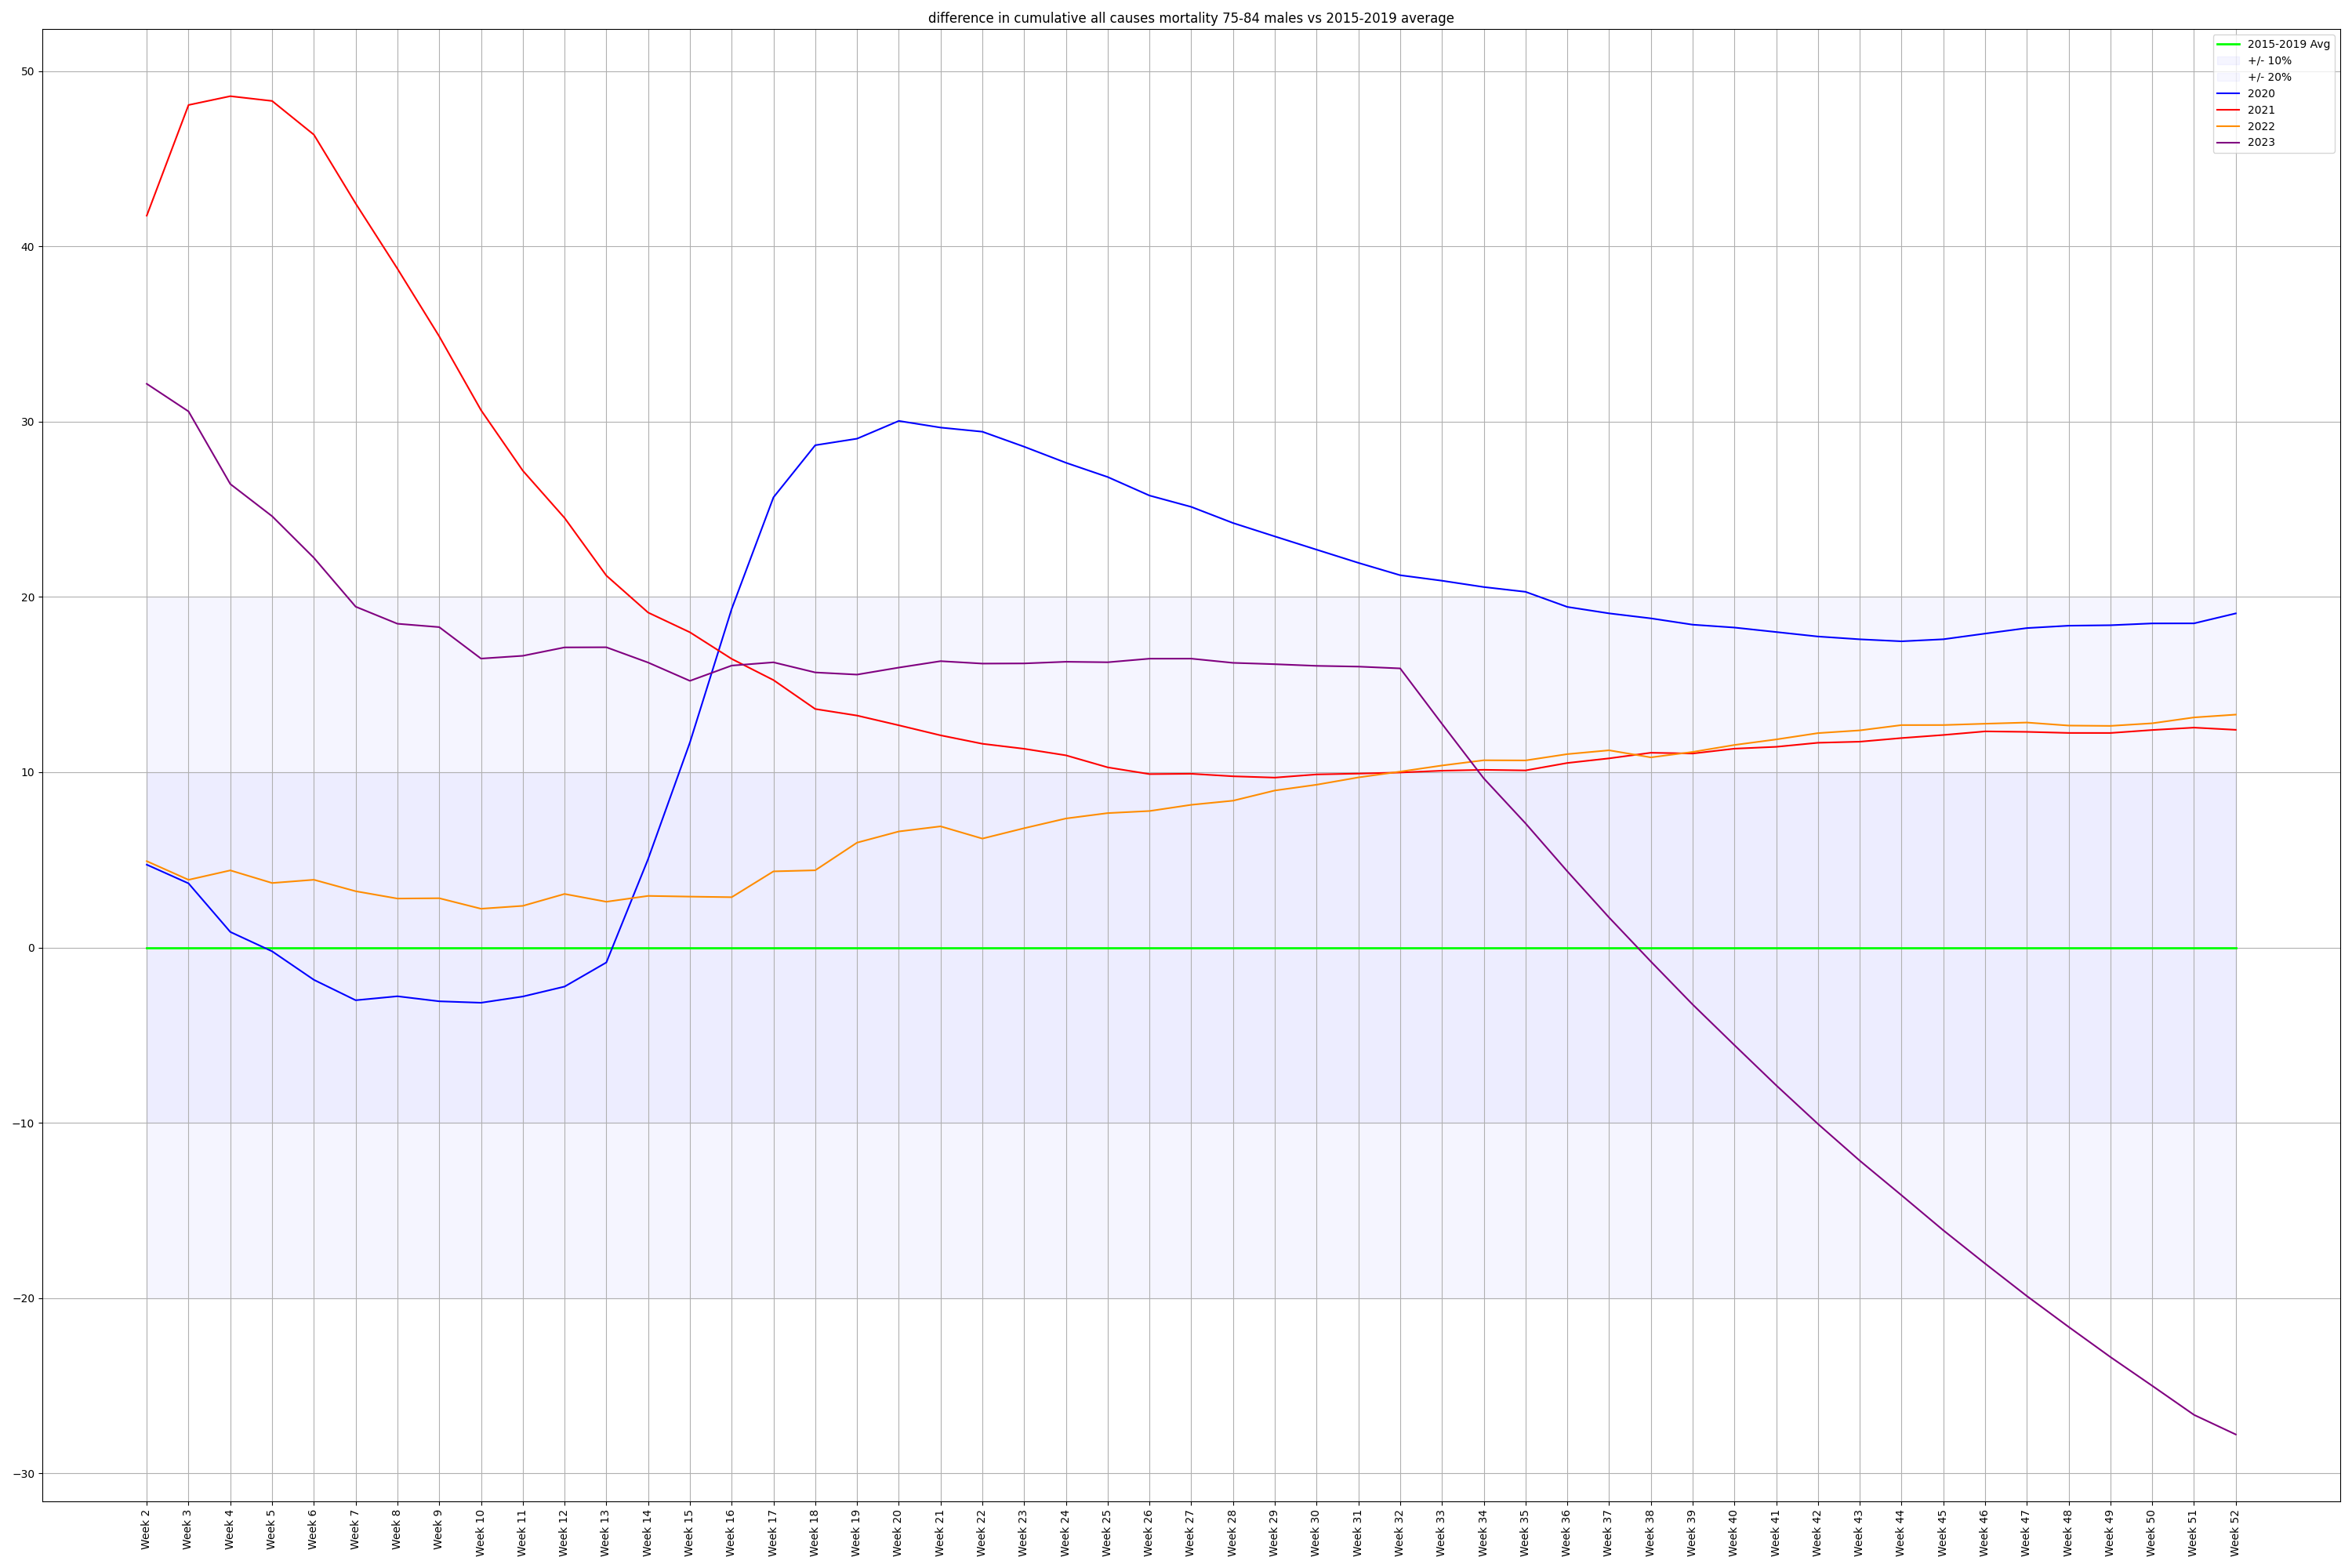 difference in cumulative all causes mortality 75-84 males vs 2015-2019 average
2015-2019 Avg
+/- 10%
+/- 20%
2020
2021
2022
2023
50
40
30
20
10
0
−10
−20
−30
Week 2
Week 3
Week 4
Week 5
Week 6
Week 7
Week 8
Week 9
Week 10
Week 11
Week 12
Week 13
Week 14
Week 15
Week 16
Week 17
Week 18
Week 19
Week 20
Week 21
Week 22
Week 23
Week 24
Week 25
Week 26
Week 27
Week 28
Week 29
Week 30
Week 31
Week 32
Week 33
Week 34
Week 35
Week 36
Week 37
Week 38
Week 39
Week 40
Week 41
Week 42
Week 43
Week 44
Week 45
Week 46
Week 47
Week 48
Week 49
Week 50
Week 51
Week 52